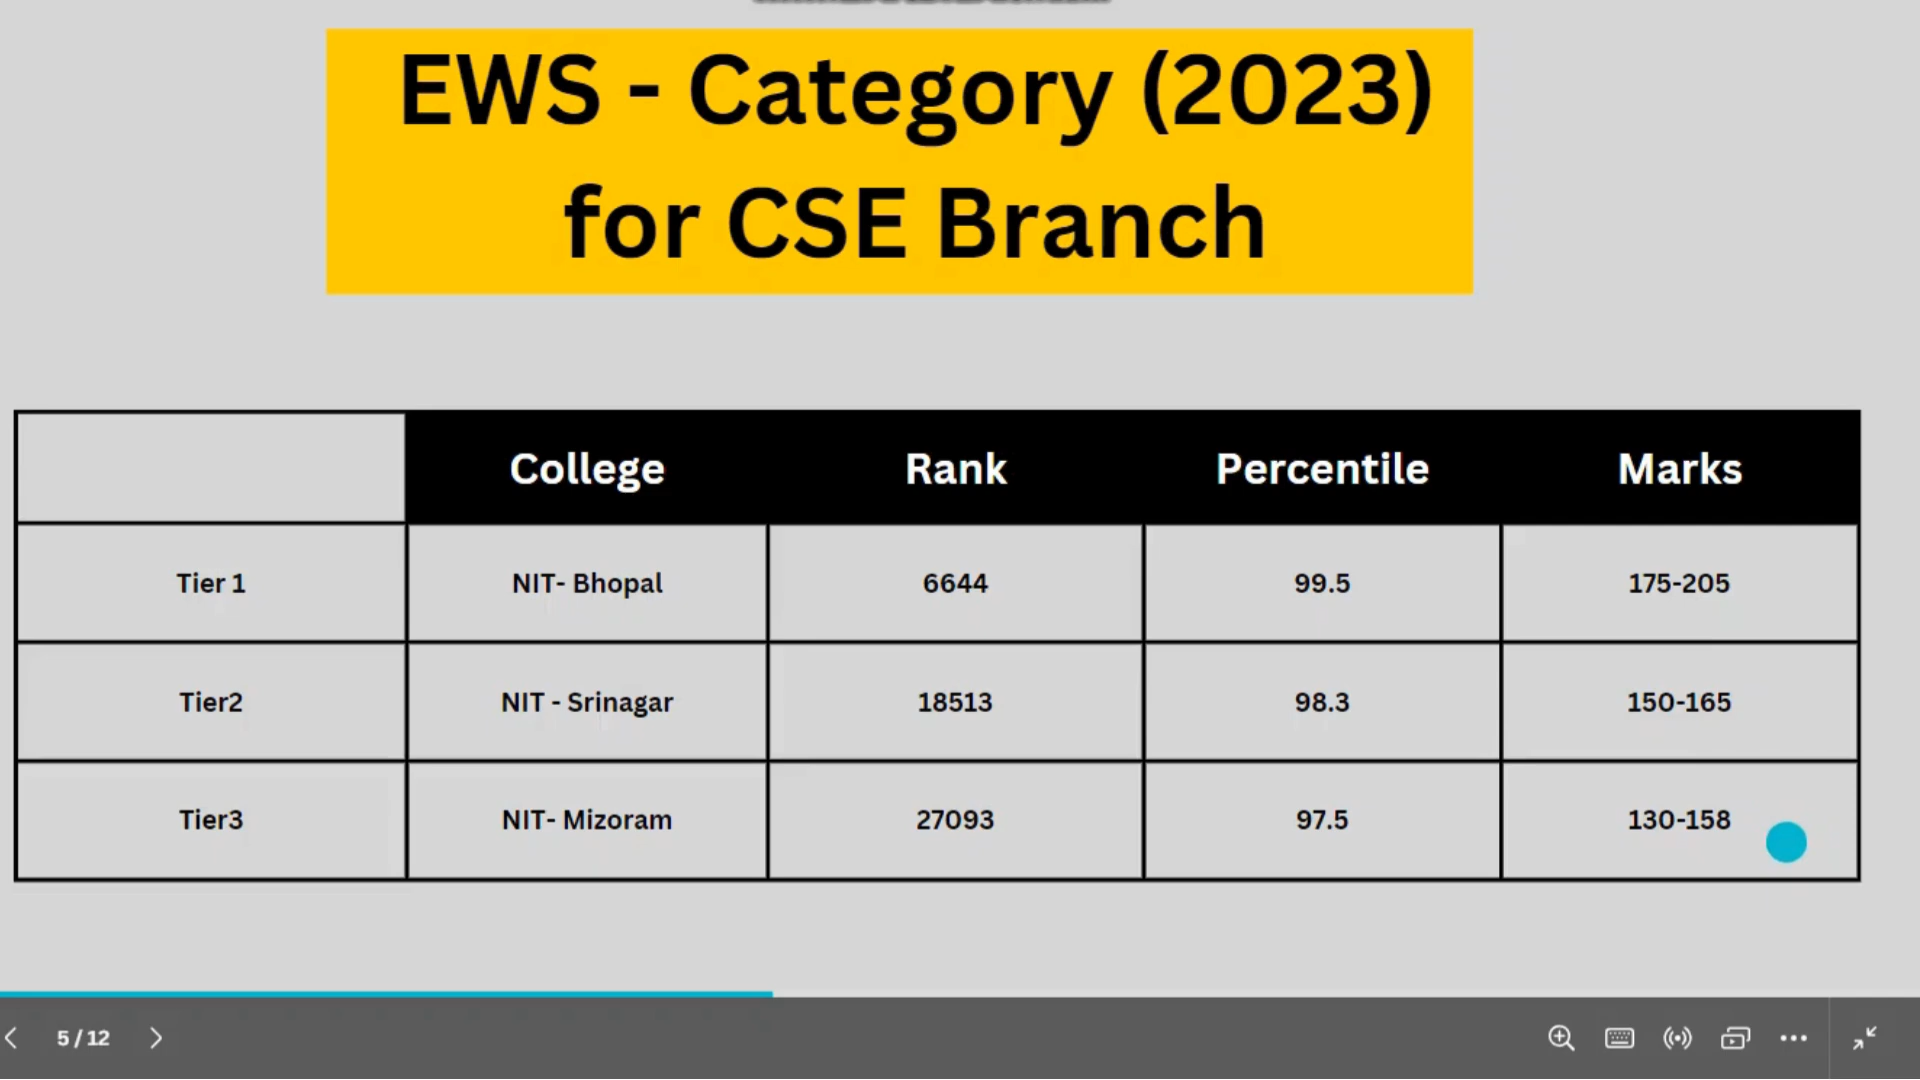 EWS - Category (2023)
for CSE Branch
College Rank Percentile Marks
Tier 1 NIT- Bhopal 6644 99.5 175-205
Tier2 NIT - Srinagar 18513 98.3 150-165
Tier3 NIT- Mizoram 27093 97.5 130-158
5 / 12